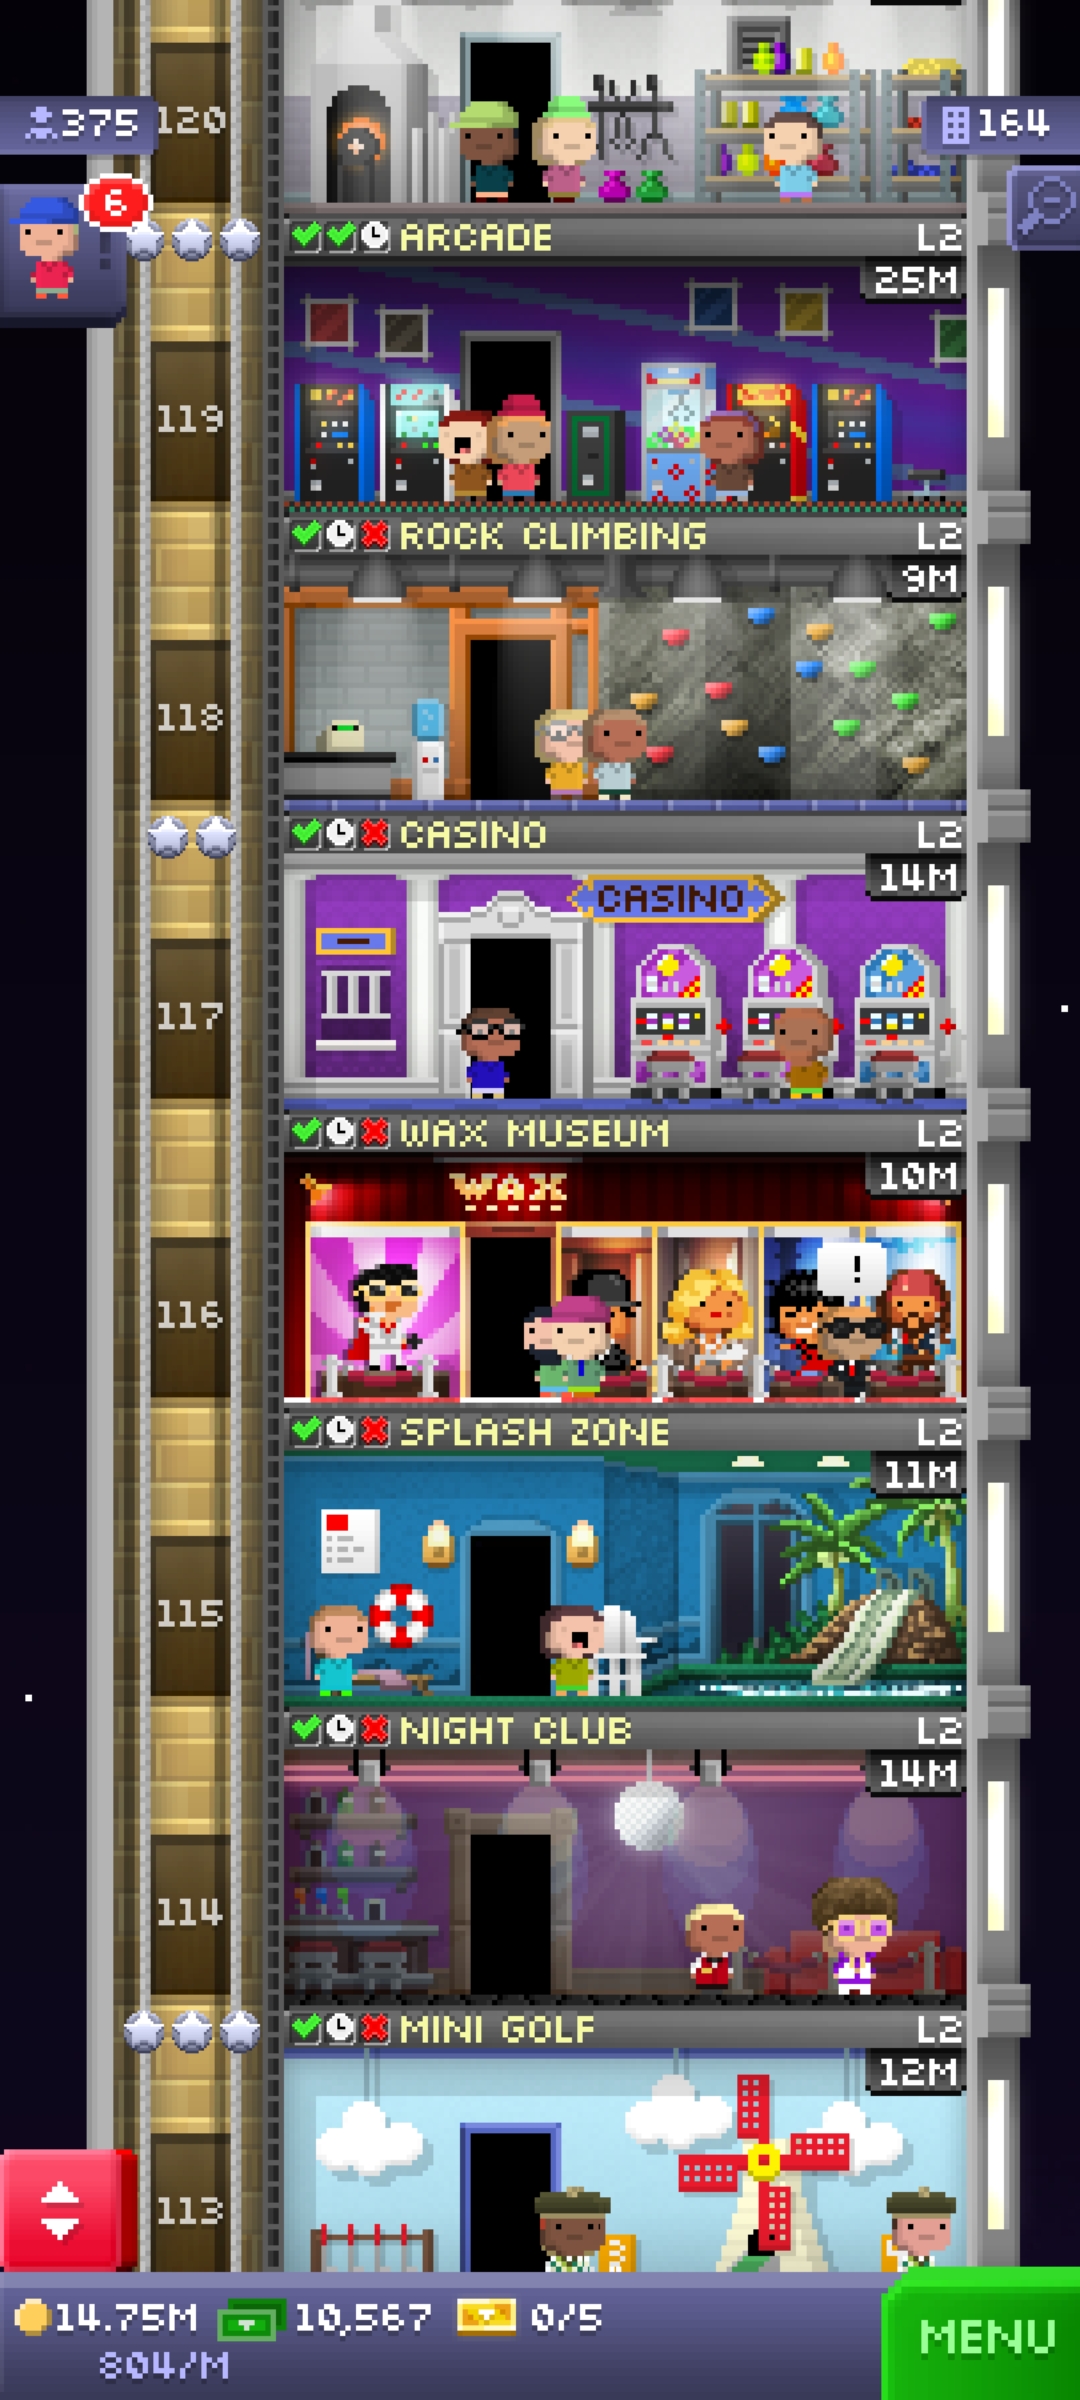 375
120
164
6
ARCADE L2
25M
119
ROCK CLIMBING L2
9M
118
CASINO L2
14M
CASINO
117
WAX MUSEUM L2
10M
WAX
!
116
SPLASH ZONE L2
11M
115
NIGHT CLUB L2
14M
114
MINI GOLF L2
12M
113
14.75M 10,567 0/5
804/M
MENU